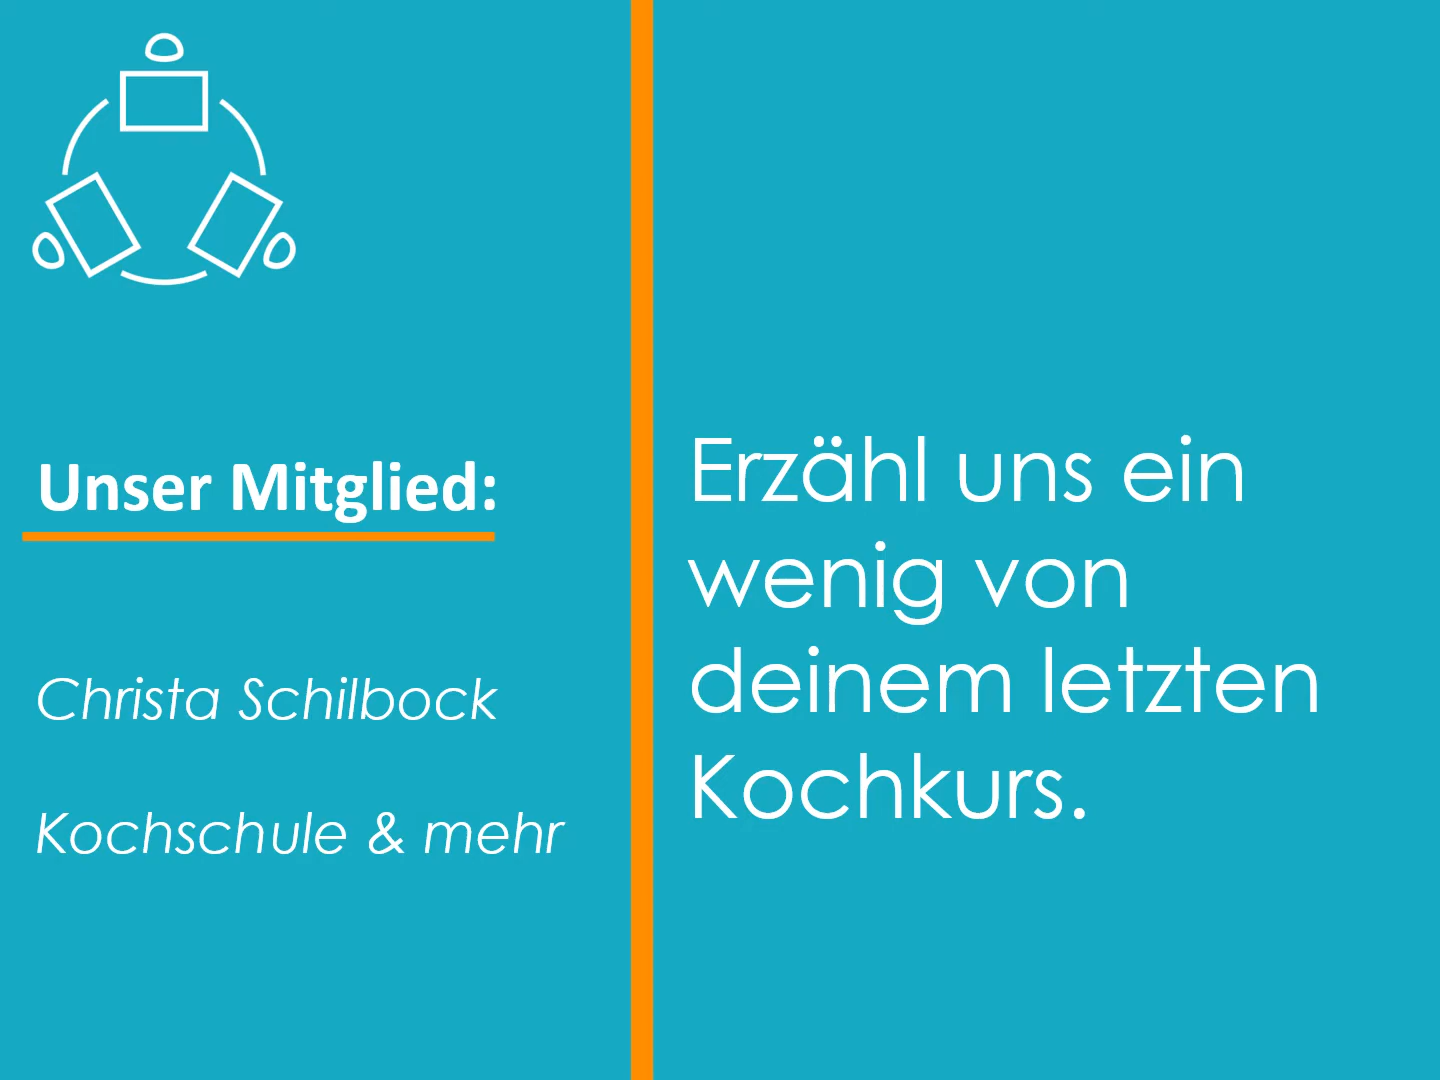 Unser Mitglied:
Christa Schilbock
Kochschule & mehr
Erzähl uns ein
wenig von
deinem letzten
Kochkurs.